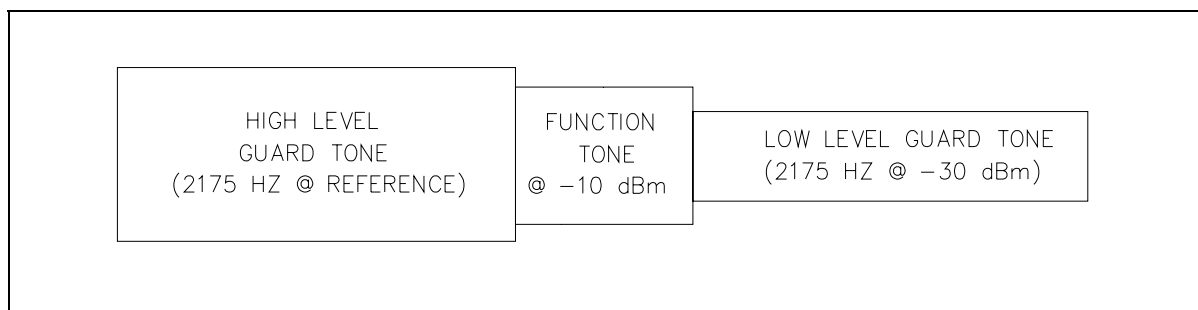 HIGH LEVEL
GUARD TONE
(2175 HZ @ REFERENCE)
FUNCTION
TONE
@ −10 dBm
LOW LEVEL GUARD TONE
(2175 HZ @ −30 dBm)